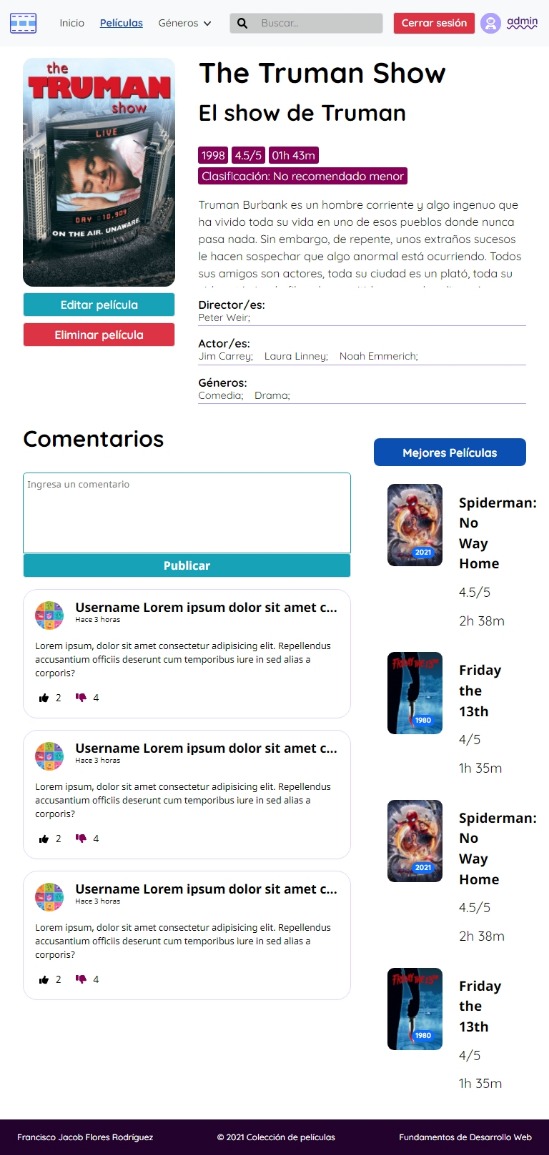 Inicio Películas Géneros Buscar... Cerrar sesión admin
the
TRUMAN
show
LIVE
DAY 10,909
ON THE AIR. UNAWARE.
Editar película
Eliminar película
The Truman Show
El show de Truman
1998 4.5/5 01h 43m
Clasificación: No recomendado menor
Truman Burbank es un hombre corriente y algo ingenuo que
ha vivido toda su vida en uno de esos pueblos donde nunca
pasa nada. Sin embargo, de repente, unos extraños sucesos
le hacen sospechar que algo anormal está ocurriendo. Todos
sus amigos son actores, toda su ciudad es un plató, toda su
Director/es:
Peter Weir;
Actor/es:
Jim Carrey; Laura Linney; Noah Emmerich;
Géneros:
Comedia; Drama;
Comentarios
Ingresa un comentario
Publicar
Username Lorem ipsum dolor sit amet c...
Hace 3 horas
Lorem ipsum, dolor sit amet consectetur adipisicing elit. Repellendus
accusantium officiis deserunt cum temporibus iure in sed alias a
corporis?
2 4
Username Lorem ipsum dolor sit amet c...
Hace 3 horas
Lorem ipsum, dolor sit amet consectetur adipisicing elit. Repellendus
accusantium officiis deserunt cum temporibus iure in sed alias a
corporis?
2 4
Username Lorem ipsum dolor sit amet c...
Hace 3 horas
Lorem ipsum, dolor sit amet consectetur adipisicing elit. Repellendus
accusantium officiis deserunt cum temporibus iure in sed alias a
corporis?
2 4
Mejores Películas
2021
Spiderman:
No
Way
Home
4.5/5
2h 38m
1980
Friday
the
13th
4/5
1h 35m
2021
Spiderman:
No
Way
Home
4.5/5
2h 38m
1980
Friday
the
13th
4/5
1h 35m
Francisco Jacob Flores Rodríguez © 2021 Colección de películas Fundamentos de Desarrollo Web